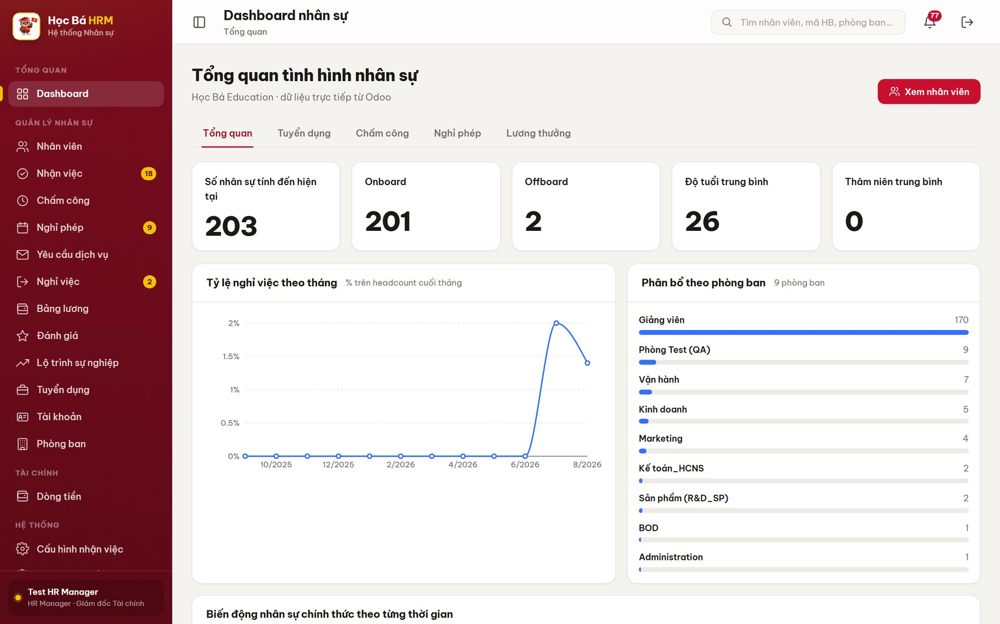 Học Bá HRM
Hệ thống Nhân sự
TỔNG QUAN
Dashboard
QUẢN LÝ NHÂN SỰ
Nhân viên
Nhận việc 18
Chấm công
Nghỉ phép 9
Yêu cầu dịch vụ
Nghỉ việc 2
Bảng lương
Đánh giá
Lộ trình sự nghiệp
Tuyển dụng
Tài khoản
Phòng ban
TÀI CHÍNH
Dòng tiền
HỆ THỐNG
Cấu hình nhận việc
Test HR Manager
HR Manager · Giám đốc Tài chính
Dashboard nhân sự
Tổng quan
Tìm nhân viên, mã HB, phòng ban...
77
Tổng quan tình hình nhân sự
Học Bá Education · dữ liệu trực tiếp từ Odoo
Xem nhân viên
Tổng quan Tuyển dụng Chấm công Nghỉ phép Lương thưởng
Số nhân sự tính đến hiện
tại
203
Onboard
201
Offboard
2
Độ tuổi trung bình
26
Thâm niên trung bình
0
Tỷ lệ nghỉ việc theo tháng % trên headcount cuối tháng
2%
1.5%
1%
0.5%
0%
10/2025 12/2025 2/2026 4/2026 6/2026 8/2026
Phân bổ theo phòng ban 9 phòng ban
Giảng viên 170
Phòng Test (QA) 9
Vận hành 7
Kinh doanh 5
Marketing 4
Kế toán_HCNS 2
Sản phẩm (R&D_SP) 2
BOD 1
Administration 1
Biến động nhân sự chính thức theo từng thời gian